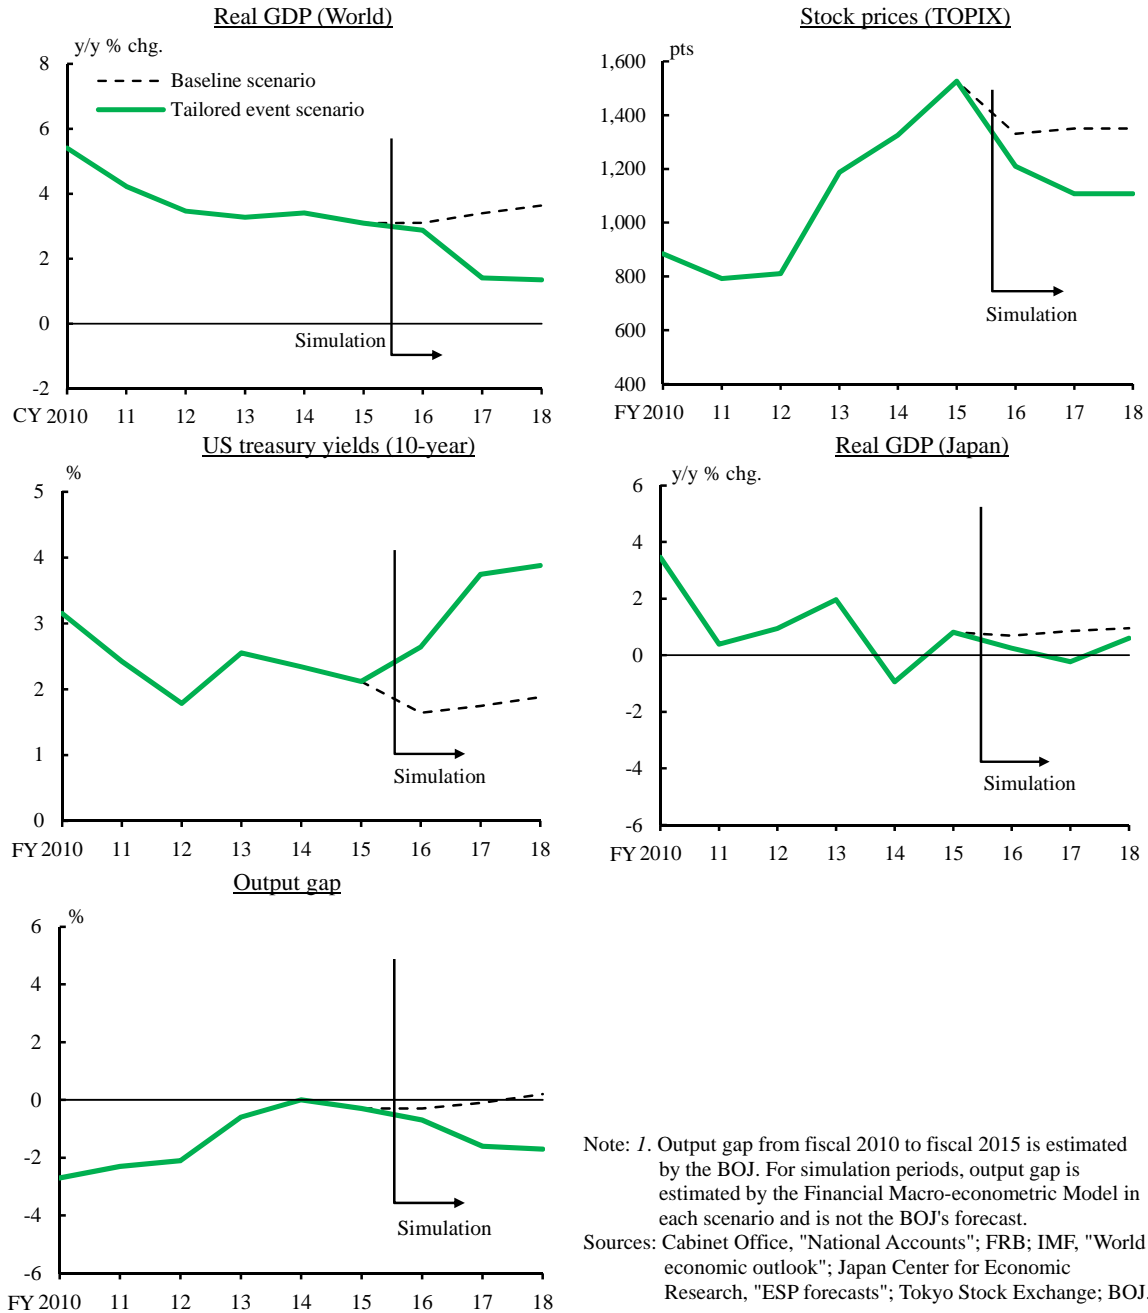 Real GDP (World)
y/y % chg.
8
6
4
2
0
-2
Baseline scenario
Tailored event scenario
Simulation
CY 2010 11 12 13 14 15 16 17 18
Stock prices (TOPIX)
pts
1,600
1,400
1,200
1,000
800
600
400
Simulation
FY 2010 11 12 13 14 15 16 17 18
US treasury yields (10-year)
%
5
4
3
2
1
0
Simulation
FY 2010 11 12 13 14 15 16 17 18
Real GDP (Japan)
y/y % chg.
6
4
2
0
-2
-4
-6
Simulation
FY 2010 11 12 13 14 15 16 17 18
Output gap
%
6
4
2
0
-2
-4
-6
Simulation
FY 2010 11 12 13 14 15 16 17 18
Note: 1. Output gap from fiscal 2010 to fiscal 2015 is estimated
by the BOJ. For simulation periods, output gap is
estimated by the Financial Macro-econometric Model in
each scenario and is not the BOJ's forecast.
Sources: Cabinet Office, "National Accounts"; FRB; IMF, "World
economic outlook"; Japan Center for Economic
Research, "ESP forecasts"; Tokyo Stock Exchange; BOJ